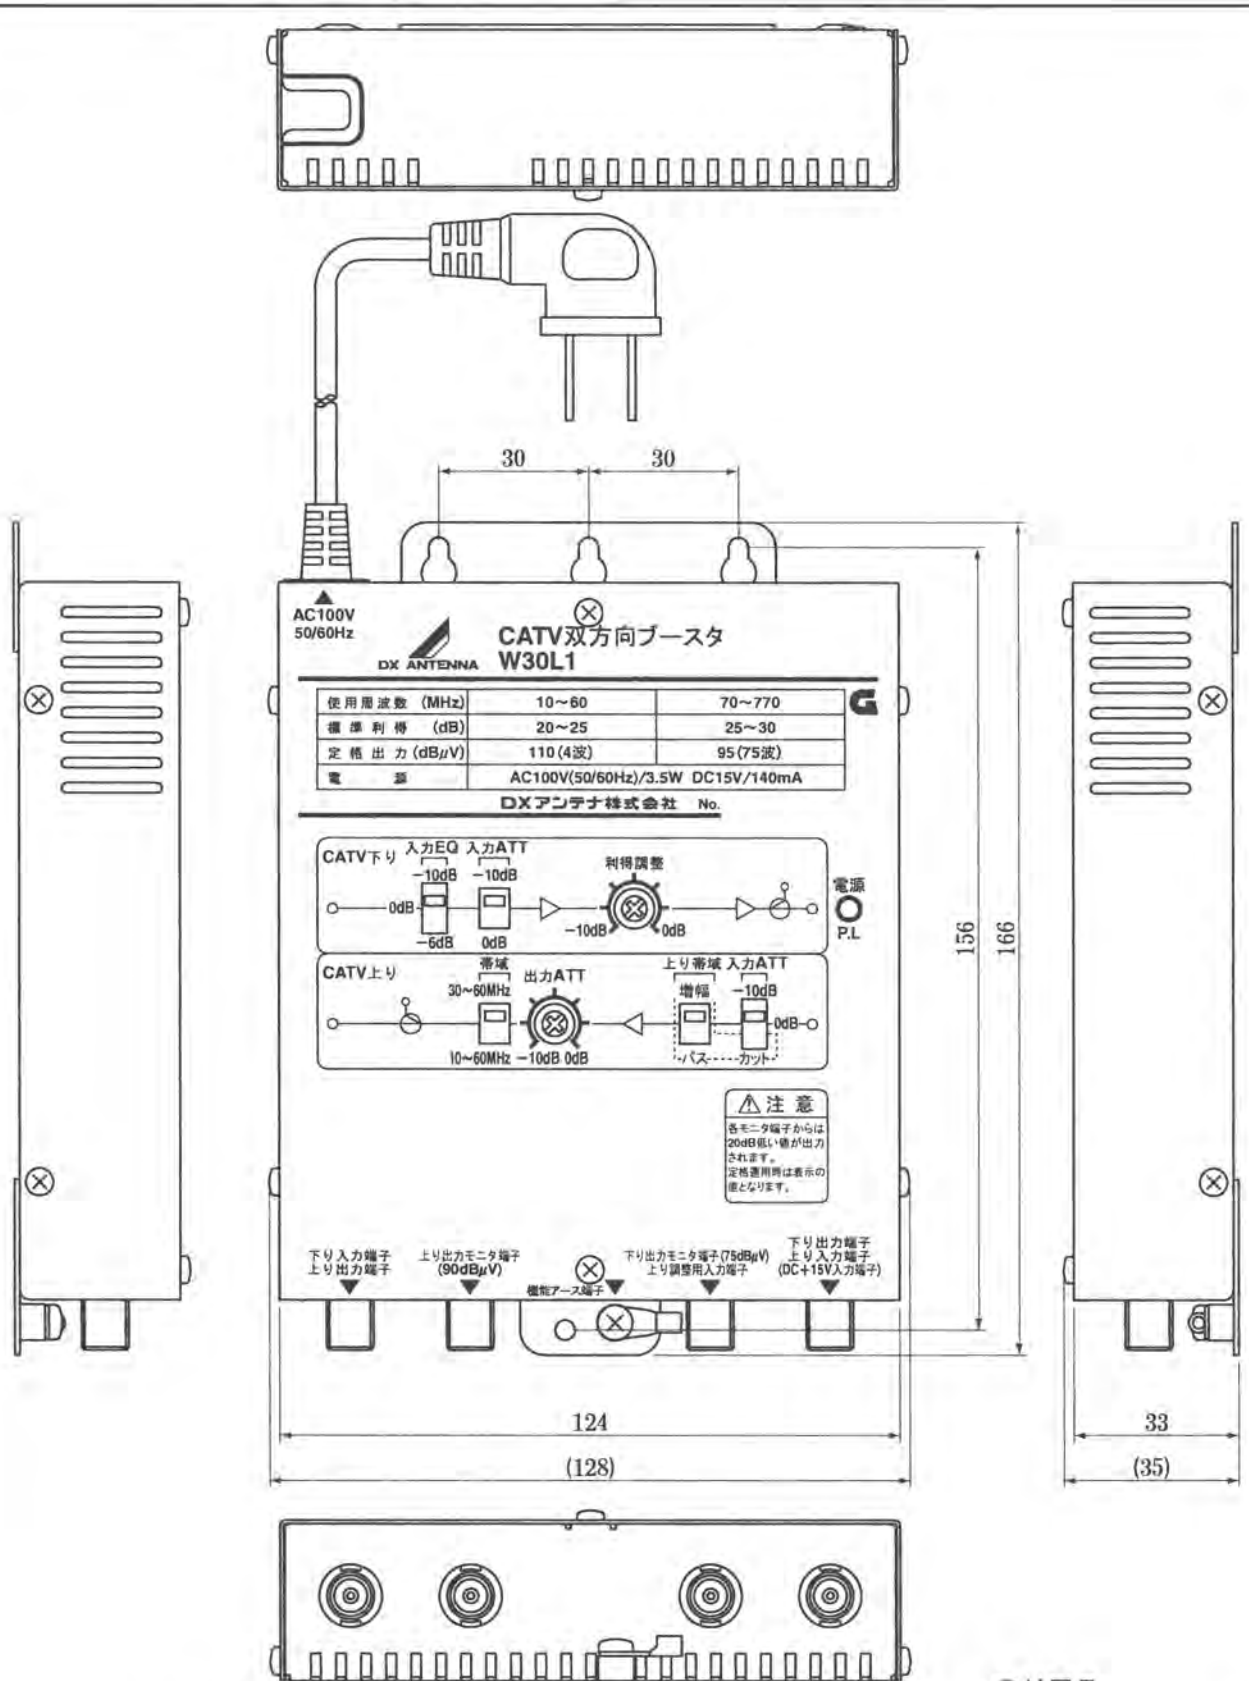 30
30
AC100V
50/60Hz
DX ANTENNA
CATV双方向ブースタ
W30L1
使用周波数 (MHz) 10～60 70～770
標準利得 (dB) 20～25 25～30
定格出力 (dBμV) 110(4波) 95(75波)
電源 AC100V(50/60Hz)/3.5W DC15V/140mA
DXアンテナ株式会社 No.
CATV下り
入力EQ 入力ATT
-10dB -10dB
0dB
-6dB 0dB
利得調整
-10dB 0dB
電源
P.L
CATV上り
帯域
30～60MHz
10～60MHz
出力ATT
-10dB 0dB
上り帯域 入力ATT
増幅 -10dB
0dB
パス カット
⚠注意
各モニタ端子からは
20dB低い値が出力
されます。
定格運用時は表示の
値となります。
下り入力端子
上り出力端子
上り出力モニタ端子
(90dBμV)
機能アース端子
下り出力モニタ端子(75dBμV)
上り調整用入力端子
下り出力端子
上り入力端子
(DC+15V入力端子)
156
166
124
(128)
33
(35)